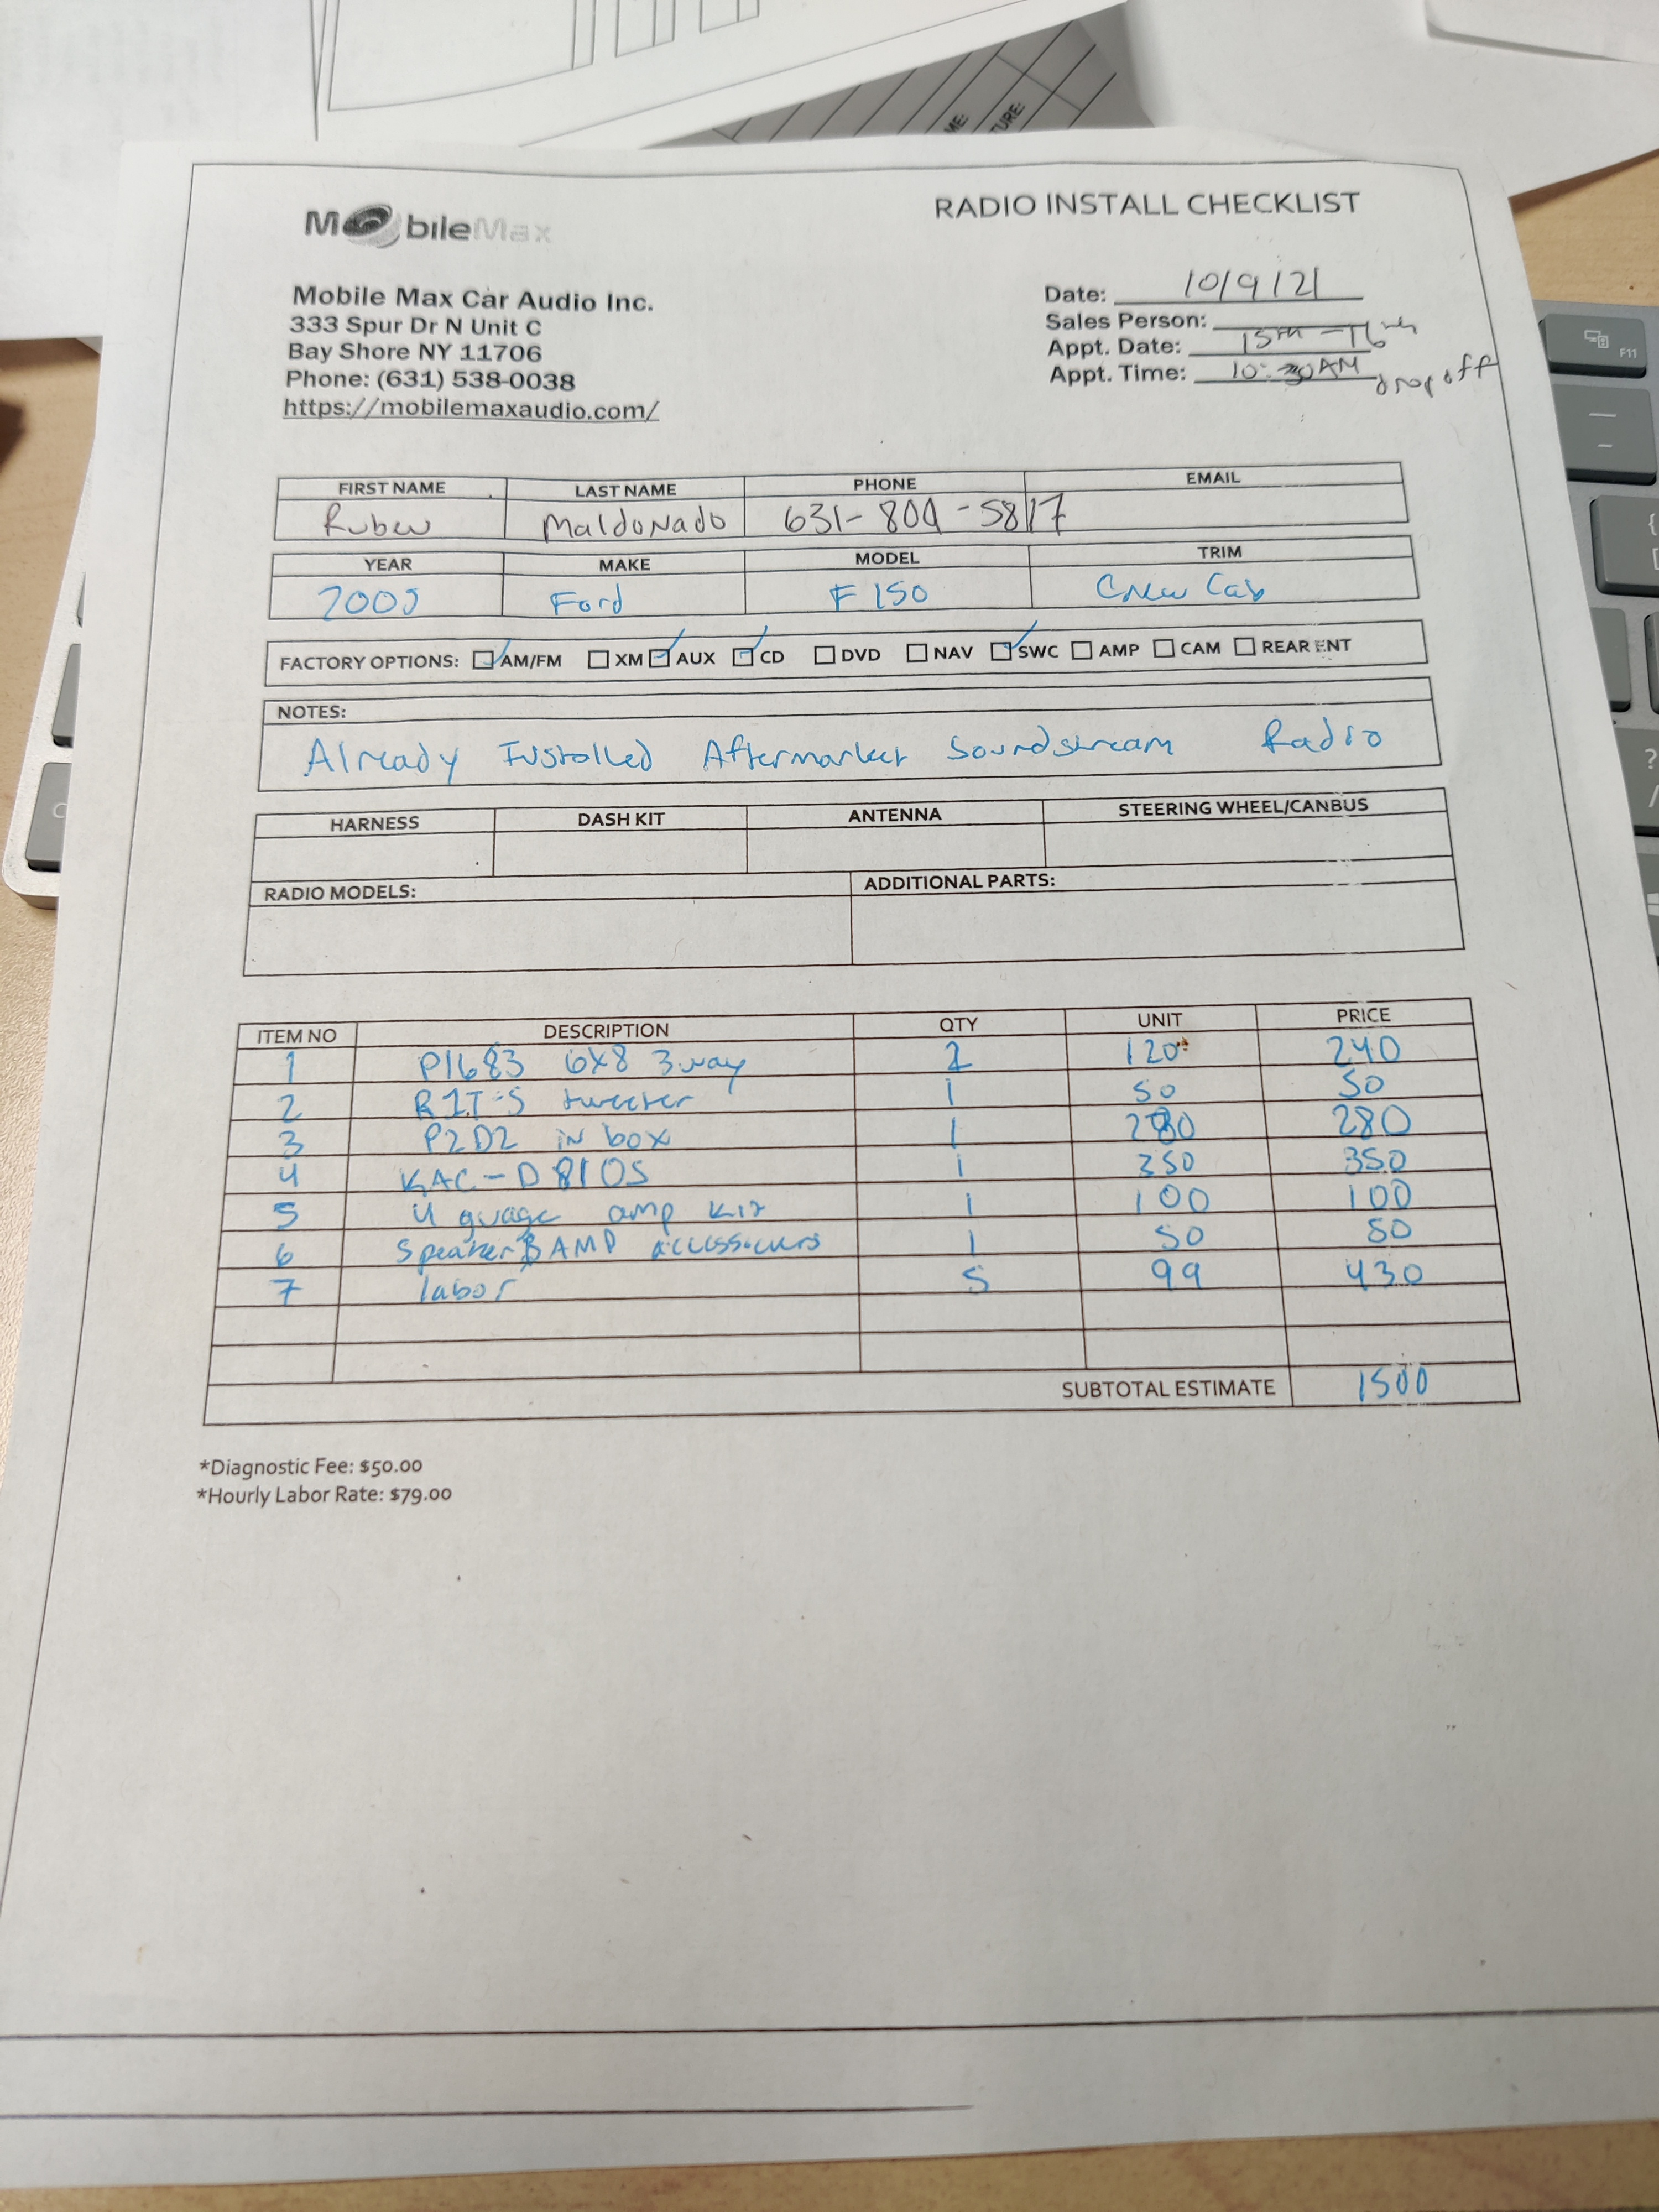 ME:
TURE:
MobileMax
RADIO INSTALL CHECKLIST
Mobile Max Car Audio Inc.
333 Spur Dr N Unit C
Bay Shore NY 11706
Phone: (631) 538-0038
https://mobilemaxaudio.com/
Date: 10/9/21
Sales Person:
Appt. Date: 15th - 16th
Appt. Time: 10:30AM drop off
FIRST NAME LAST NAME PHONE EMAIL
Ruben Maldonado 631-804-5817
YEAR MAKE MODEL TRIM
2005 Ford F150 Crew Cab
FACTORY OPTIONS: AM/FM XM AUX CD DVD NAV SWC AMP CAM REAR ENT
NOTES:
Already Installed Aftermarket Soundstream Radio
HARNESS DASH KIT ANTENNA STEERING WHEEL/CANBUS
RADIO MODELS: ADDITIONAL PARTS:
ITEM NO DESCRIPTION QTY UNIT PRICE
1 P1683 6x8 3way 2 120 240
2 R1T-S tweeter 1 50 50
3 P2D2 in box 1 280 280
4 KAC-D8105 1 350 350
5 4 guage amp kit 1 100 100
6 Speaker & AMP 1 50 50
7 labor 5 99 430
SUBTOTAL ESTIMATE 1500
*Diagnostic Fee: $50.00
*Hourly Labor Rate: $79.00
F11